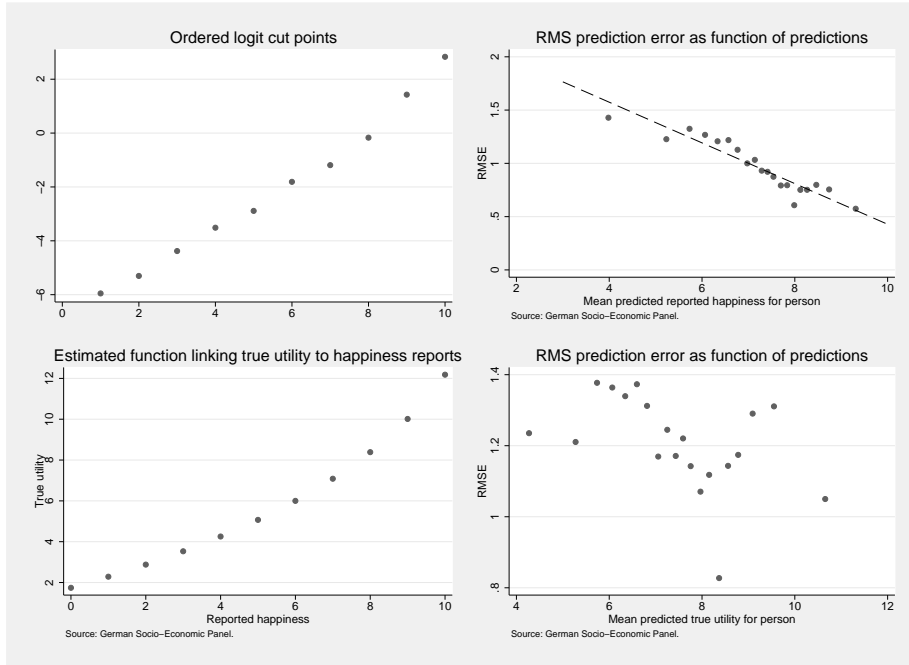 Ordered logit cut points
2
0
−2
−4
−6
0 2 4 6 8 10
RMS prediction error as function of predictions
2
1.5
1
.5
0
RMSE
2 4 6 8 10
Mean predicted reported happiness for person
Source: German Socio−Economic Panel.
Estimated function linking true utility to happiness reports
12
10
8
6
4
2
True utility
0 2 4 6 8 10
Reported happiness
Source: German Socio−Economic Panel.
RMS prediction error as function of predictions
1.4
1.2
1
.8
RMSE
4 6 8 10 12
Mean predicted true utility for person
Source: German Socio−Economic Panel.